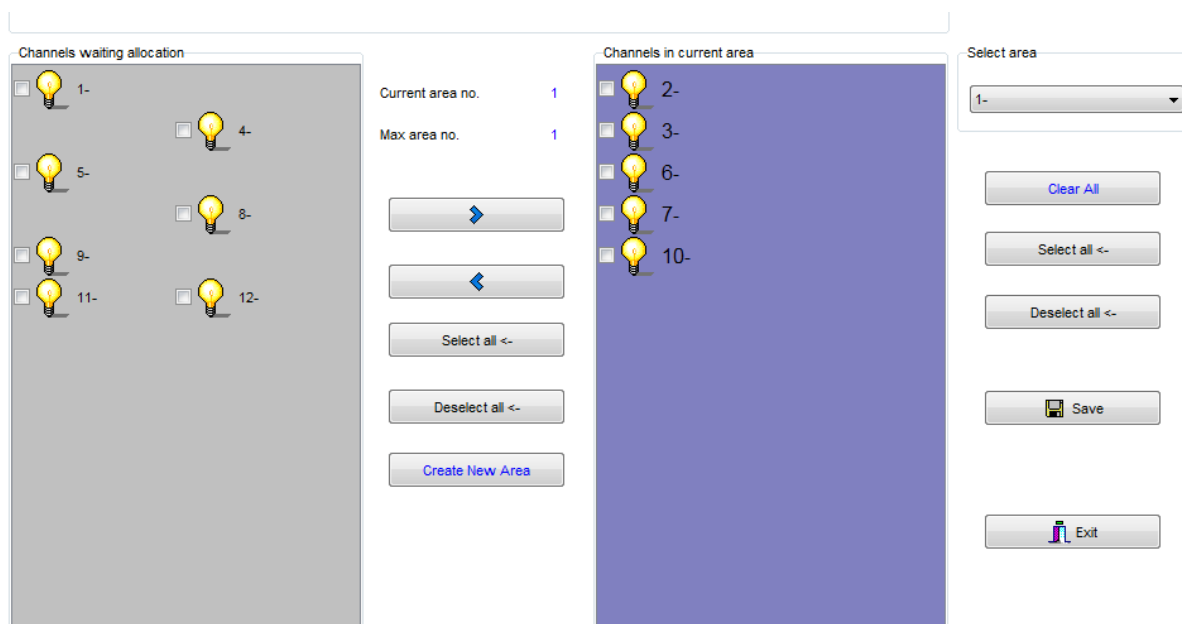 Channels waiting allocation
1-
4-
5-
8-
9-
11- 12-
Current area no. 1
Max area no. 1
Select all <-
Deselect all <-
Create New Area
Channels in current area
2-
3-
6-
7-
10-
Select area
1-
Clear All
Select all <-
Deselect all <-
Save
Exit